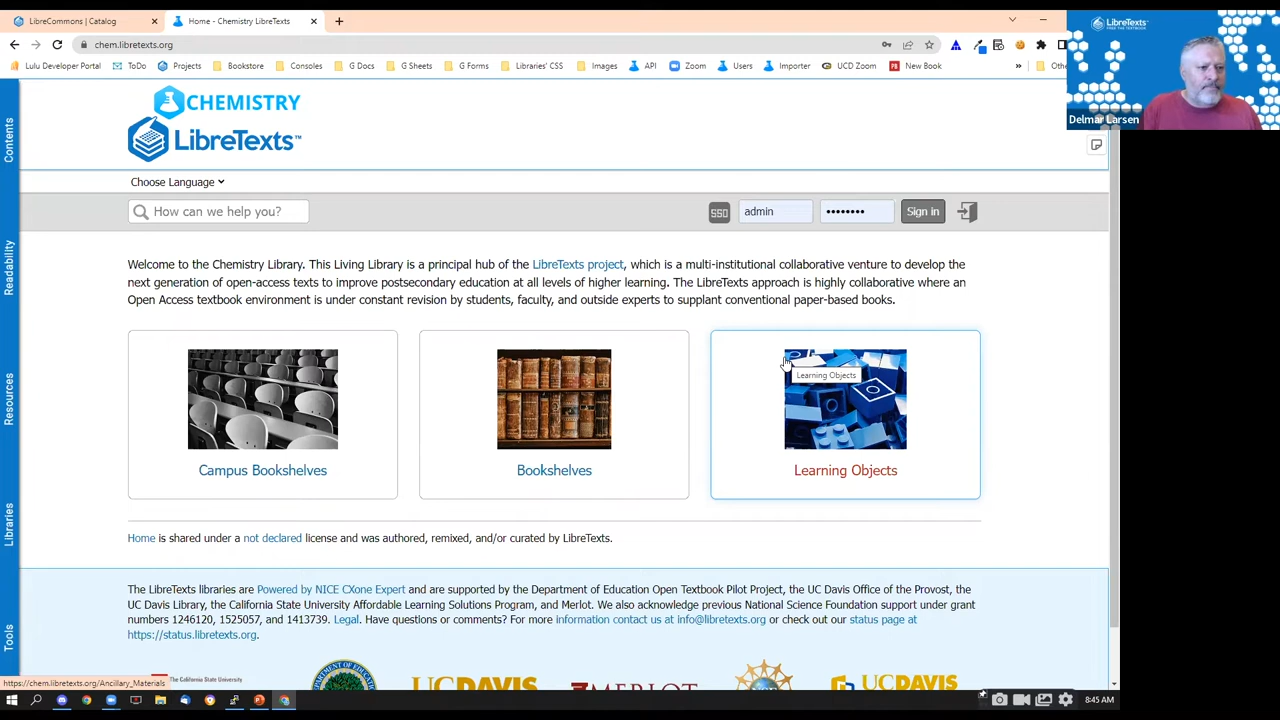 LibreCommons | Catalog
Home - Chemistry LibreTexts
chem.libretexts.org
Lulu Developer Portal ToDo Projects Bookstore Consoles G Docs G Sheets G Forms Libraries' CSS Images API Zoom Users Importer UCD Zoom New Book » Othe
LibreTexts
FREE THE TEXTBOOK
Delmar Larsen
CHEMISTRY
LibreTexts™
Contents
Readability
Resources
Libraries
Tools
Choose Language
How can we help you?
SSO admin •••••••• Sign in
Welcome to the Chemistry Library. This Living Library is a principal hub of the LibreTexts project, which is a multi-institutional collaborative venture to develop the
next generation of open-access texts to improve postsecondary education at all levels of higher learning. The LibreTexts approach is highly collaborative where an
Open Access textbook environment is under constant revision by students, faculty, and outside experts to supplant conventional paper-based books.
Learning Objects
Campus Bookshelves
Bookshelves
Learning Objects
Home is shared under a not declared license and was authored, remixed, and/or curated by LibreTexts.
The LibreTexts libraries are Powered by NICE CXone Expert and are supported by the Department of Education Open Textbook Pilot Project, the UC Davis Office of the Provost, the
UC Davis Library, the California State University Affordable Learning Solutions Program, and Merlot. We also acknowledge previous National Science Foundation support under grant
numbers 1246120, 1525057, and 1413739. Legal. Have questions or comments? For more information contact us at info@libretexts.org or check out our status page at
https://status.libretexts.org.
The California State University
UCDAVIS
MERLOT
UCDAVIS
https://chem.libretexts.org/Ancillary_Materials
8:45 AM